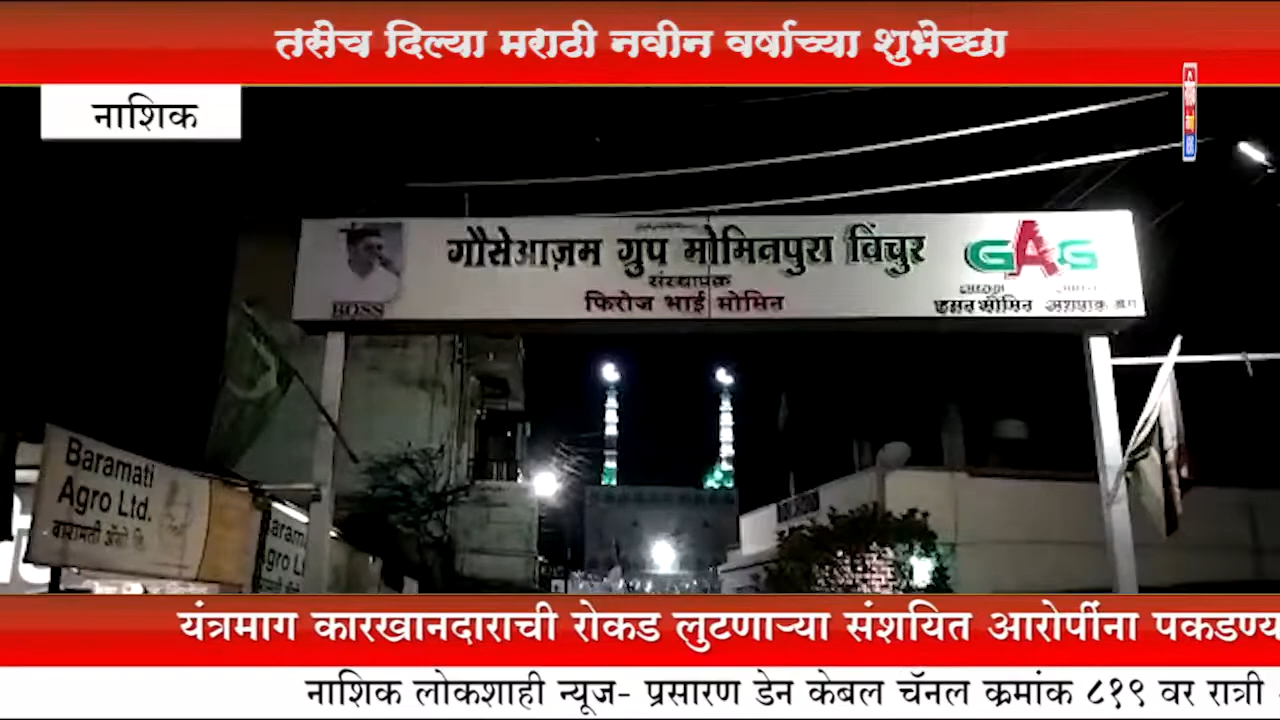 तसेच दिल्या मराठी नवीन वर्षाच्या शुभेच्छा
नाशिक
गौसेआज़म ग्रुप मोमिनपुरा विंचुर
GAG
संस्थापक
फिरोज भाई मोमिन
BOSS
Baramati
Agro Ltd.
बारामती ॲग्रो लि.
यंत्रमाग कारखानदाराची रोकड लुटणाऱ्या संशयित आरोपींना पकडण्य
नाशिक लोकशाही न्यूज- प्रसारण डेन केबल चॅनल क्रमांक ८१९ वर रात्री